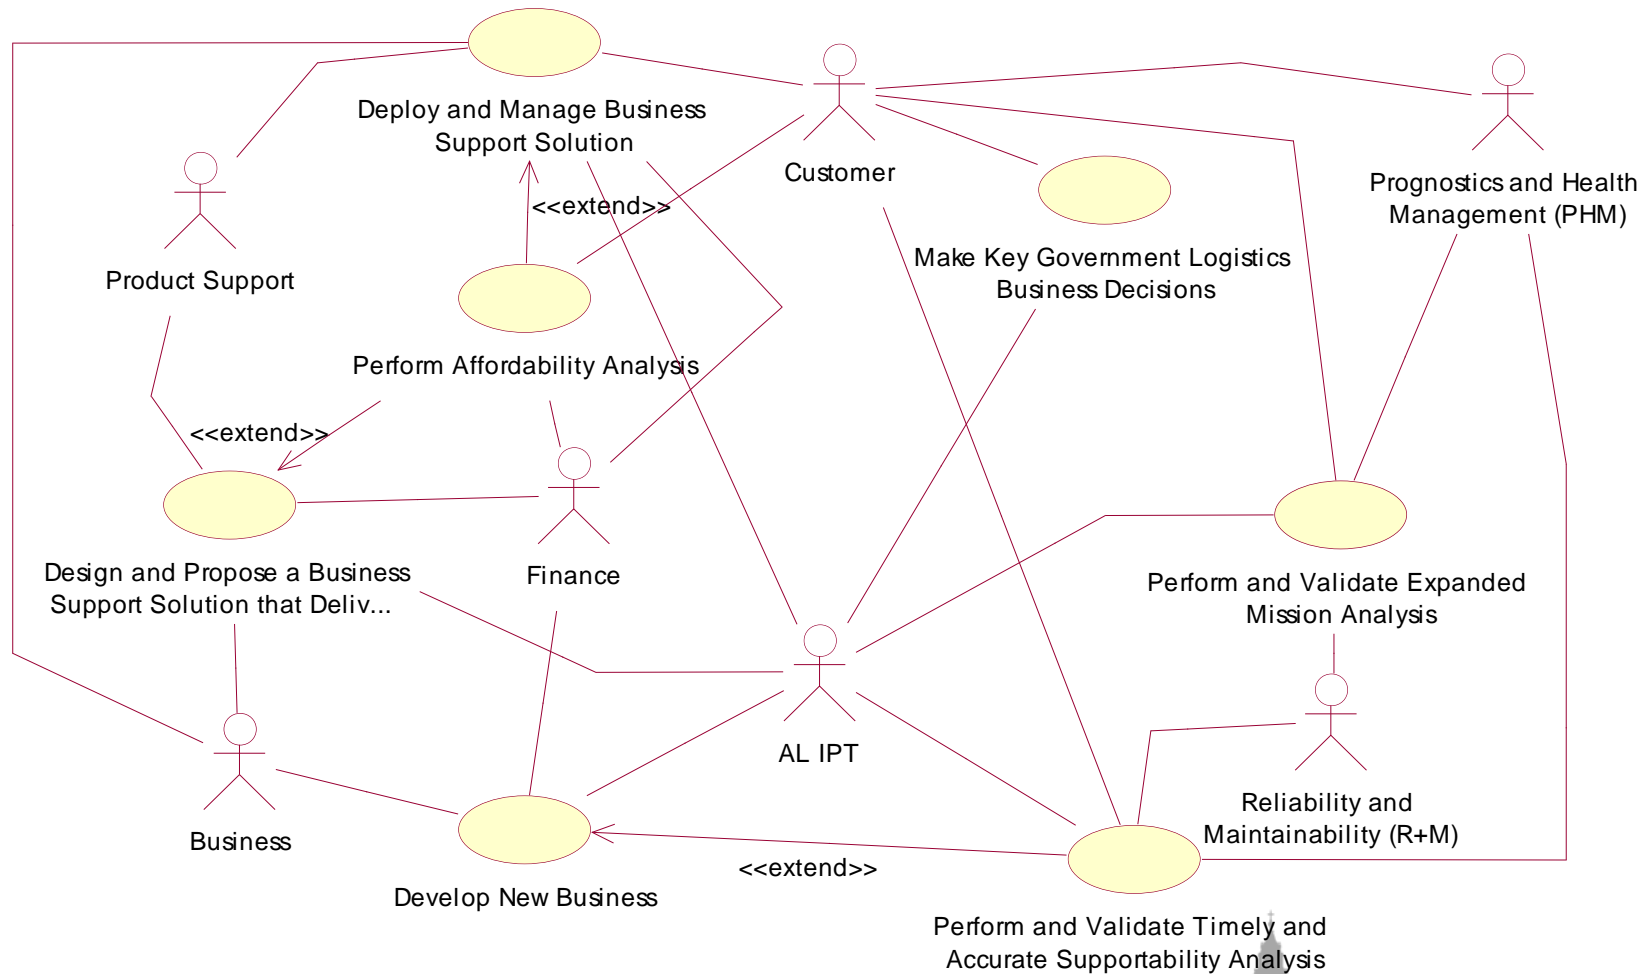 Deploy and Manage Business
Support Solution
Customer
<<extend>>
Prognostics and Health
Management (PHM)
Product Support
Make Key Government Logistics
Business Decisions
Perform Affordability Analysis
<<extend>>
Design and Propose a Business
Support Solution that Deliv...
Finance
Perform and Validate Expanded
Mission Analysis
AL IPT
Reliability and
Maintainability (R+M)
Business
<<extend>>
Develop New Business
Perform and Validate Timely and
Accurate Supportability Analysis